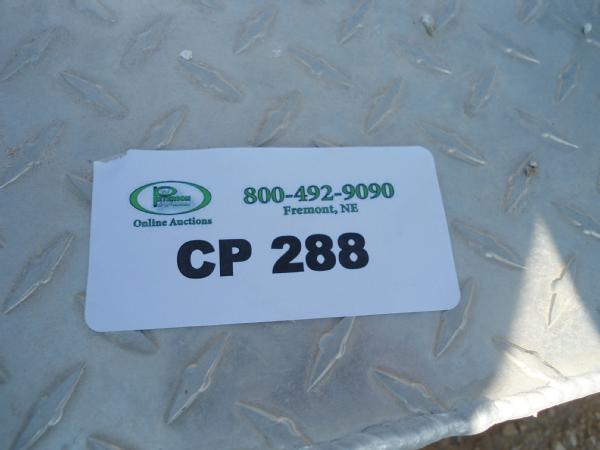 800-492-9090
Fremont, NE
Online Auctions
CP 288